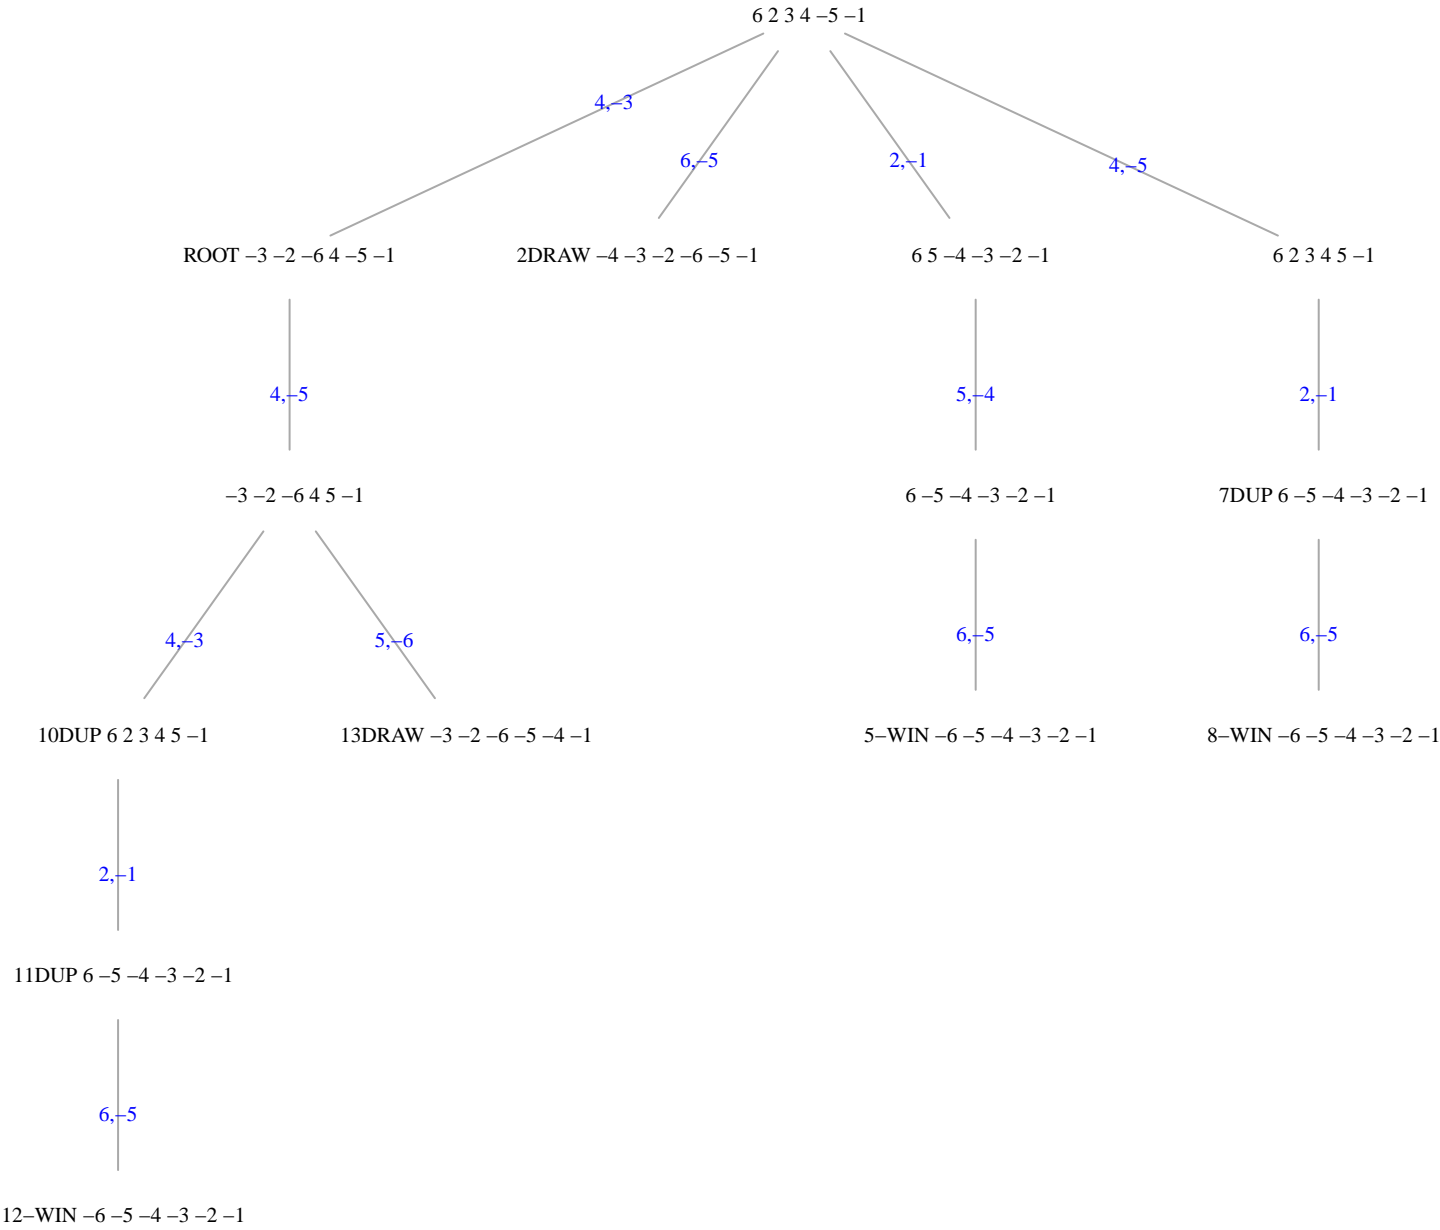 6 2 3 4 −5 −1
4,−3
6,−5
2,−1
4,−5
ROOT −3 −2 −6 4 −5 −1
2DRAW −4 −3 −2 −6 −5 −1
6 5 −4 −3 −2 −1
6 2 3 4 5 −1
4,−5
5,−4
2,−1
−3 −2 −6 4 5 −1
6 −5 −4 −3 −2 −1
7DUP 6 −5 −4 −3 −2 −1
4,−3
5,−6
6,−5
6,−5
10DUP 6 2 3 4 5 −1
13DRAW −3 −2 −6 −5 −4 −1
5−WIN −6 −5 −4 −3 −2 −1
8−WIN −6 −5 −4 −3 −2 −1
2,−1
11DUP 6 −5 −4 −3 −2 −1
6,−5
12−WIN −6 −5 −4 −3 −2 −1